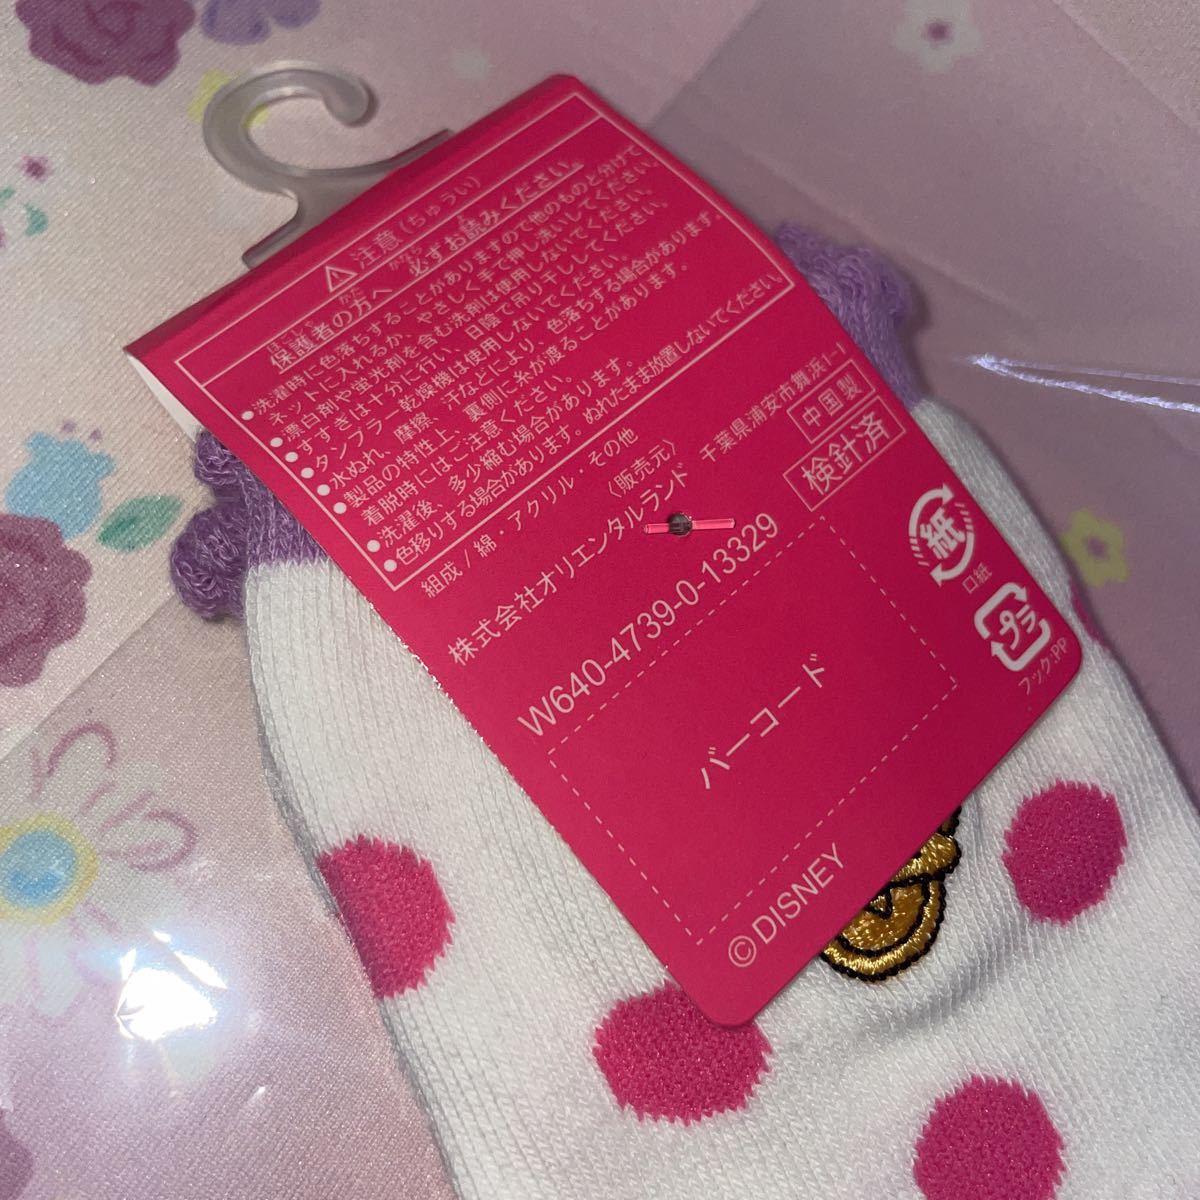 ⚠注意(ちゅうい)
保護者の方へ 必ずお読みください。
●洗濯時に色落ちすることがありますので他のものと分けて
ネットに入れるか、やさしく手で押し洗いしてください。
●漂白剤や蛍光剤を含む洗剤は使用しないでください。
●すすぎは十分に行い、日陰で吊り干ししてください。
●タンブラー乾燥機は使用しないでください。
●水ぬれ、摩擦、汗などにより、色落ちする場合があります。
●製品の特性上、裏側に糸が渡ることがあります。
着脱時にはご注意ください。
●洗濯後、多少縮む場合があります。
●色移りする場合があります。ぬれたまま放置しないでください。
組成/綿・アクリル・その他
〈販売元〉
株式会社オリエンタルランド 千葉県浦安市舞浜1-1
中国製
検針済
W640-4739-0-13329
バーコード
紙
口紙
プラ
フック:PP
©DISNEY